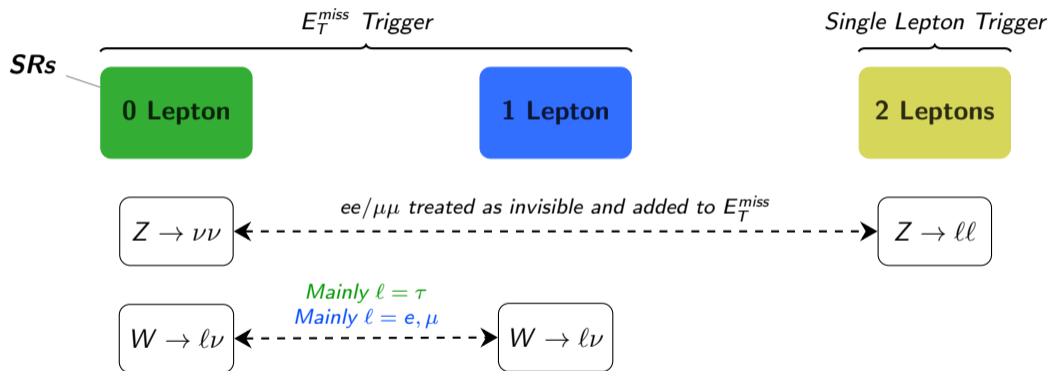 E_T^miss Trigger
Single Lepton Trigger
SRs
0 Lepton
1 Lepton
2 Leptons
Z → νν
ee/μμ treated as invisible and added to E_T^miss
Z → ℓℓ
Mainly ℓ = τ
Mainly ℓ = e, μ
W → ℓν
W → ℓν